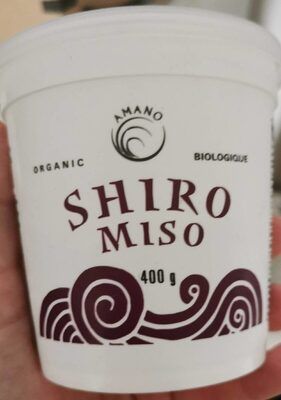 AMANO
ORGANIC
BIOLOGIQUE
SHIRO
MISO
400 g